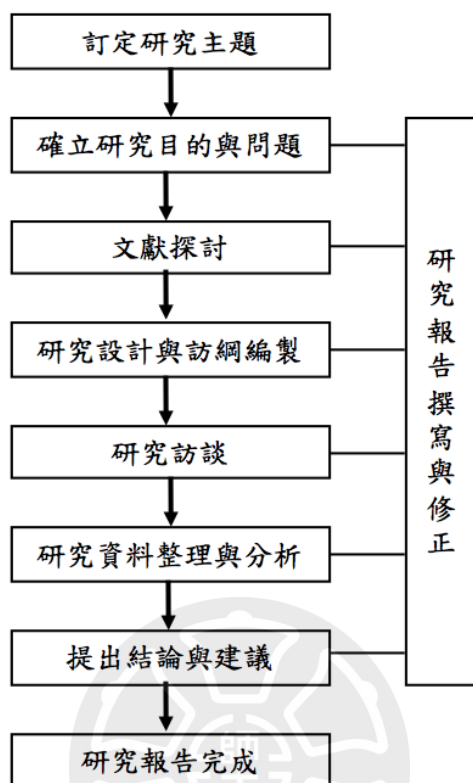 訂定研究主題
確立研究目的與問題
文獻探討
研究設計與訪綱編製
研究訪談
研究資料整理與分析
提出結論與建議
研究報告完成
研究報告撰寫與修正
師